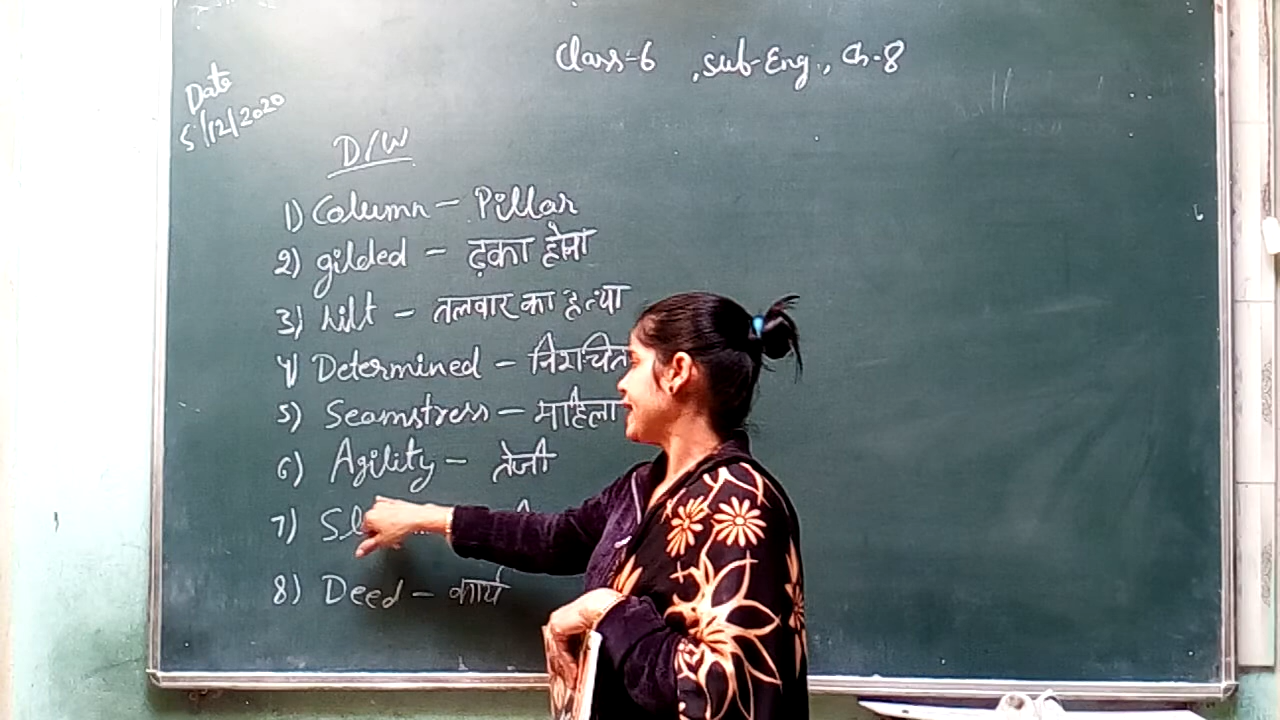 Class-6 , Sub-Eng., Ch-8
Date
5/12/2020
D/W
1) Column - Pillar
2) gilded - ढ़का होना
3) hilt - तलवार का हत्था
4) Determined - निश्चित
5) Seamstress - महिला
6) Agility - तेजी
7)
8) Deed - कार्य